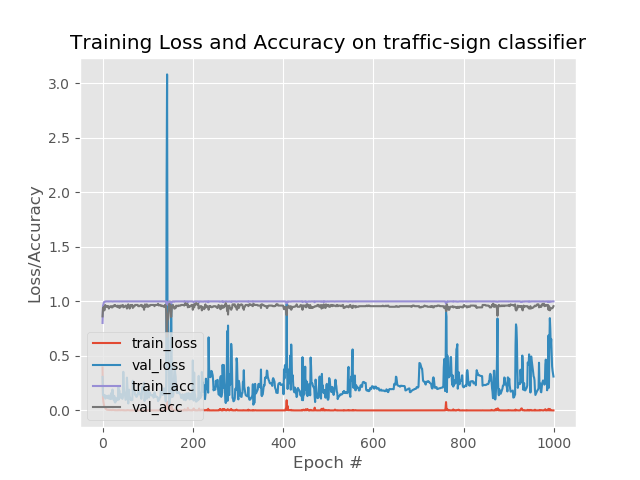 Training Loss and Accuracy on traffic-sign classifier
3.0
2.5
2.0
1.5
1.0
0.5
0.0
Loss/Accuracy
train_loss
val_loss
train_acc
val_acc
0 200 400 600 800 1000
Epoch #